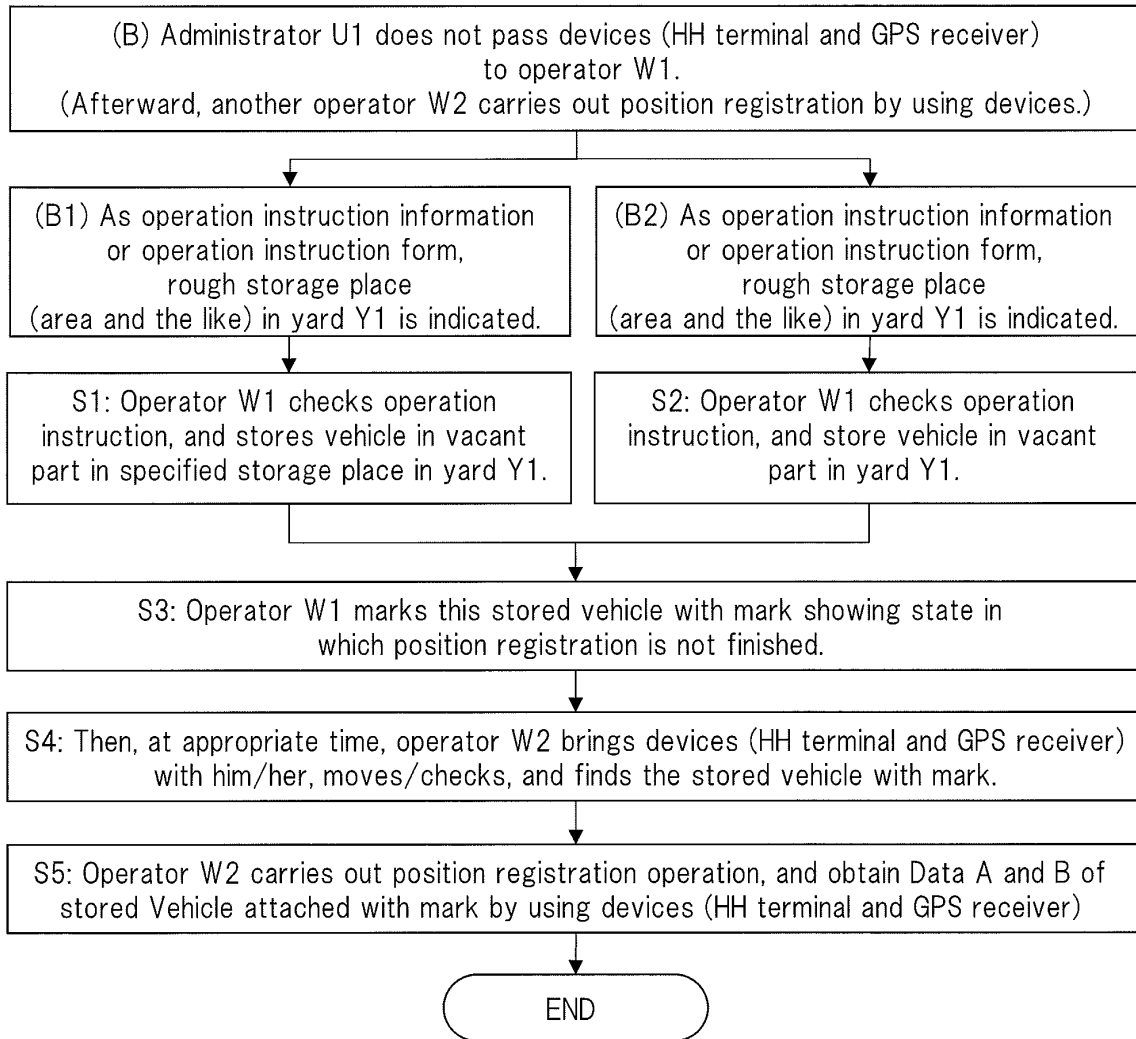 (B) Administrator U1 does not pass devices (HH terminal and GPS receiver)
to operator W1.
(Afterward, another operator W2 carries out position registration by using devices.)
(B1) As operation instruction information
or operation instruction form,
rough storage place
(area and the like) in yard Y1 is indicated.
(B2) As operation instruction information
or operation instruction form,
rough storage place
(area and the like) in yard Y1 is indicated.
S1: Operator W1 checks operation
instruction, and stores vehicle in vacant
part in specified storage place in yard Y1.
S2: Operator W1 checks operation
instruction, and store vehicle in vacant
part in yard Y1.
S3: Operator W1 marks this stored vehicle with mark showing state in
which position registration is not finished.
S4: Then, at appropriate time, operator W2 brings devices (HH terminal and GPS receiver)
with him/her, moves/checks, and finds the stored vehicle with mark.
S5: Operator W2 carries out position registration operation, and obtain Data A and B of
stored Vehicle attached with mark by using devices (HH terminal and GPS receiver)
END